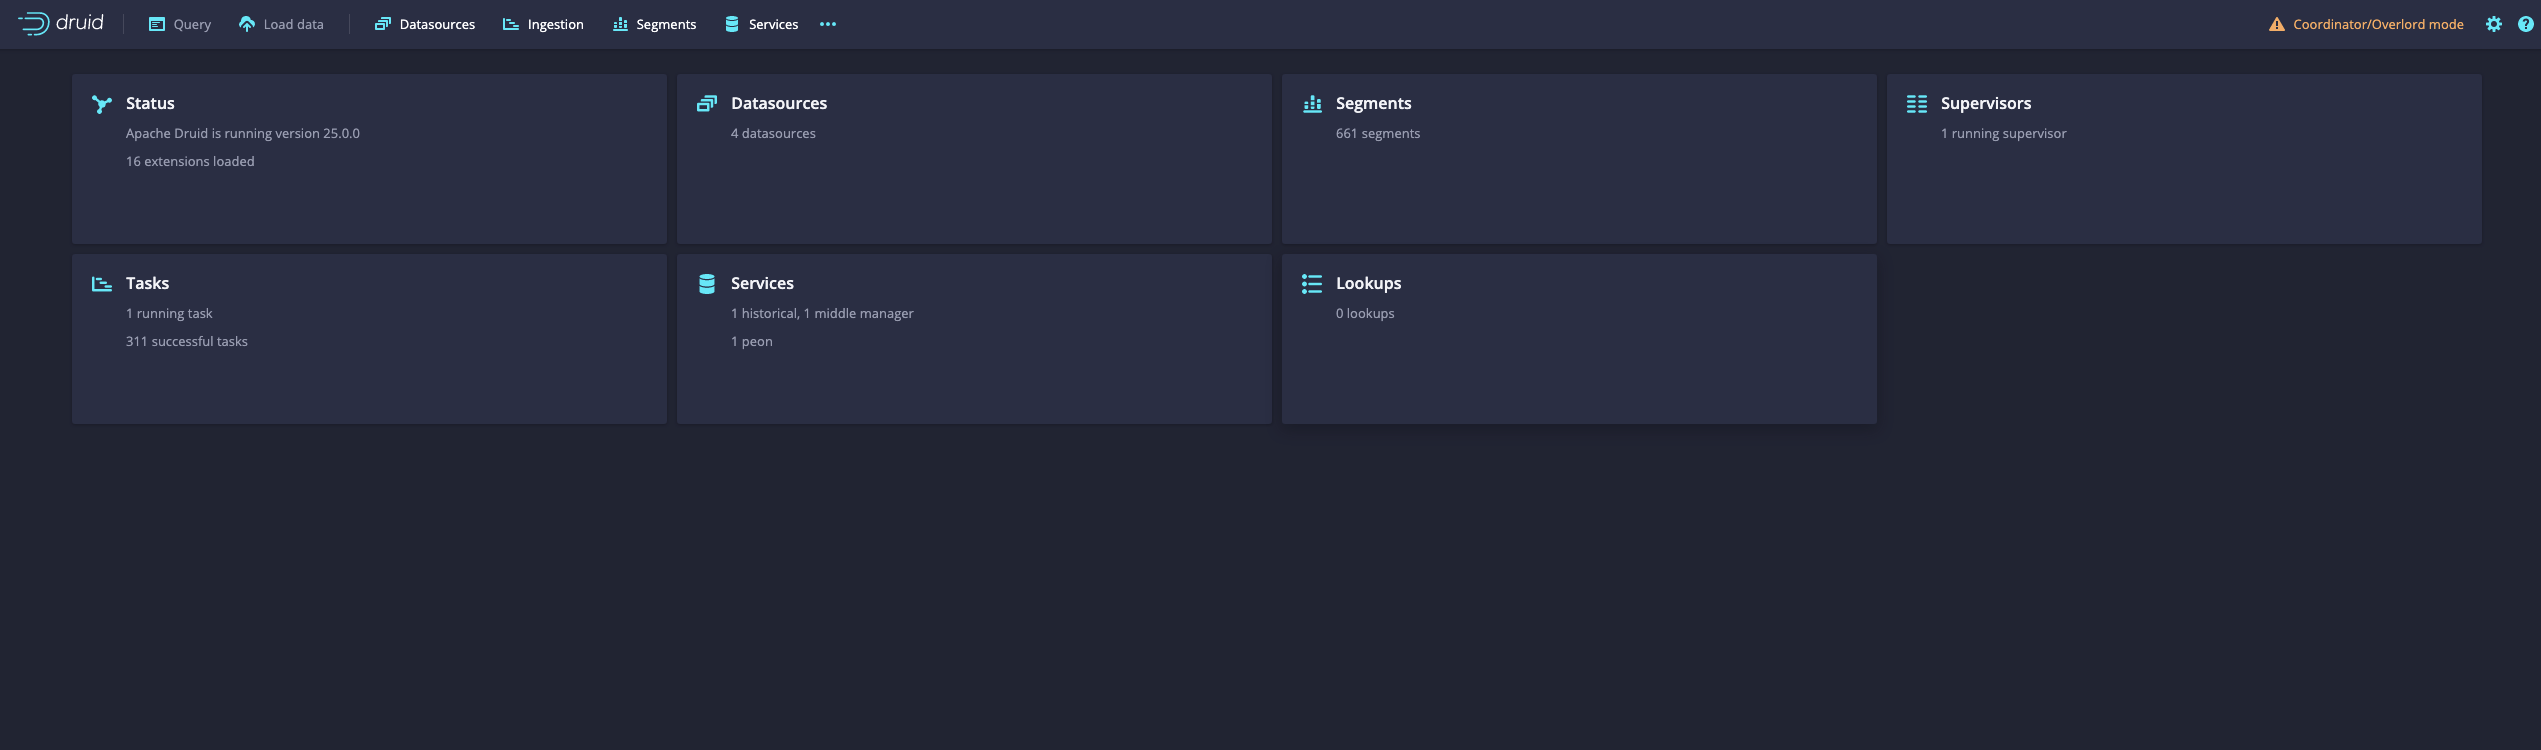 druid Query Load data Datasources Ingestion Segments Services Coordinator/Overlord mode
Status
Apache Druid is running version 25.0.0
16 extensions loaded
Datasources
4 datasources
Segments
661 segments
Supervisors
1 running supervisor
Tasks
1 running task
311 successful tasks
Services
1 historical, 1 middle manager
1 peon
Lookups
0 lookups